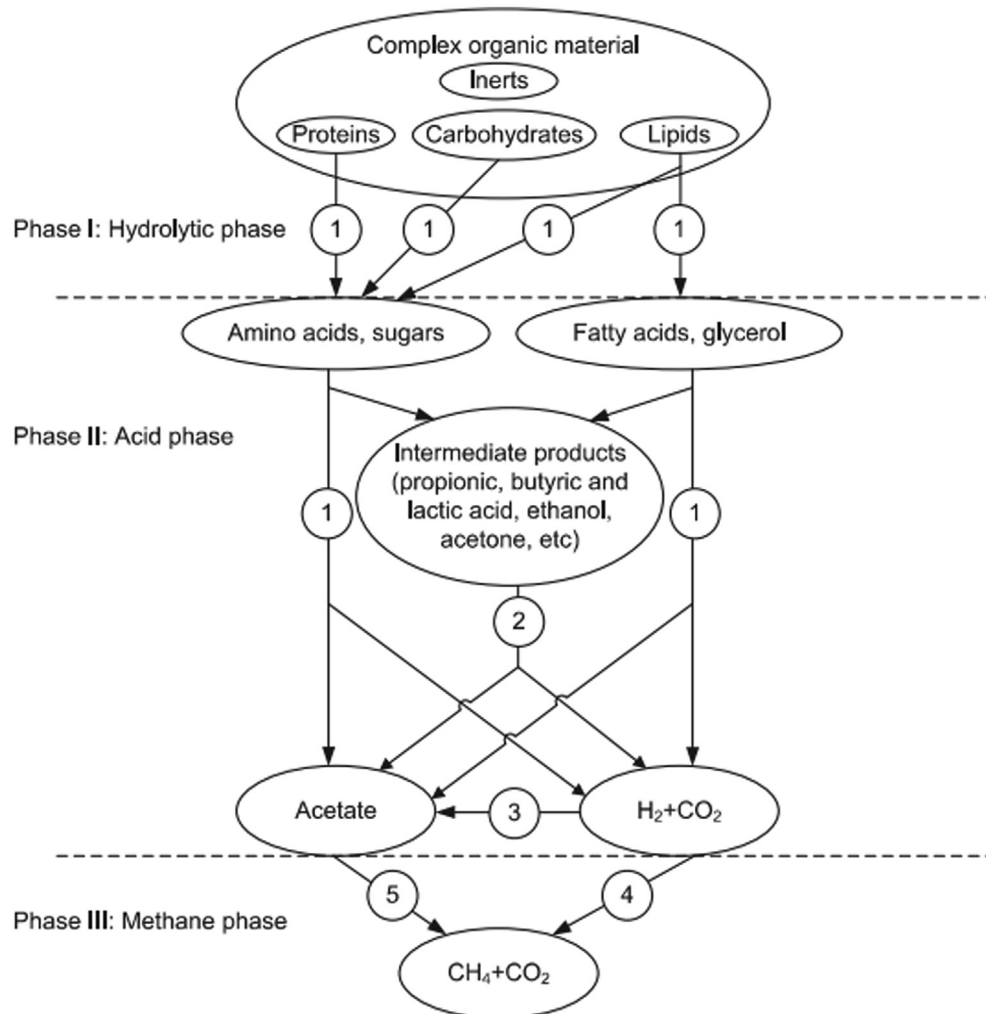 Complex organic material
Inerts
Proteins
Carbohydrates
Lipids
Phase I: Hydrolytic phase
1
1
1
1
Amino acids, sugars
Fatty acids, glycerol
Phase II: Acid phase
Intermediate products
(propionic, butyric and
lactic acid, ethanol,
acetone, etc)
1
1
2
Acetate
3
H₂+CO₂
5
4
Phase III: Methane phase
CH₄+CO₂